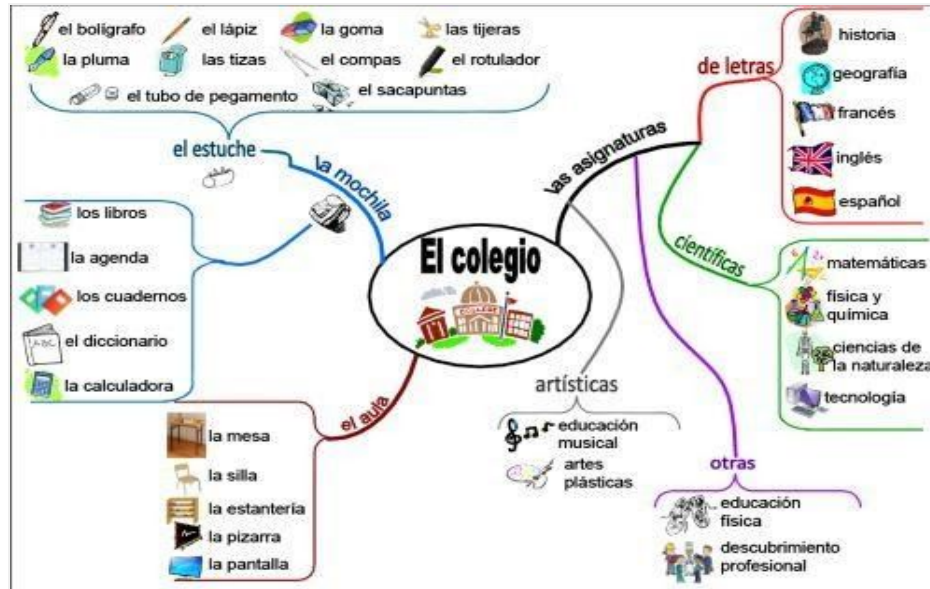 el bolígrafo
el lápiz
la goma
las tijeras
la pluma
las tizas
el compas
el rotulador
el tubo de pegamento
el sacapuntas
el estuche
la mochila
los libros
la agenda
los cuadernos
ABC
el diccionario
la calculadora
El colegio
COLLEGE
el aula
la mesa
la silla
la estantería
la pizarra
la pantalla
las asignaturas
de letras
historia
geografía
francés
inglés
español
científicas
matemáticas
física y
química
ciencias de
la naturaleza
tecnología
artísticas
educación
musical
artes
plásticas
otras
educación
física
descubrimiento
profesional